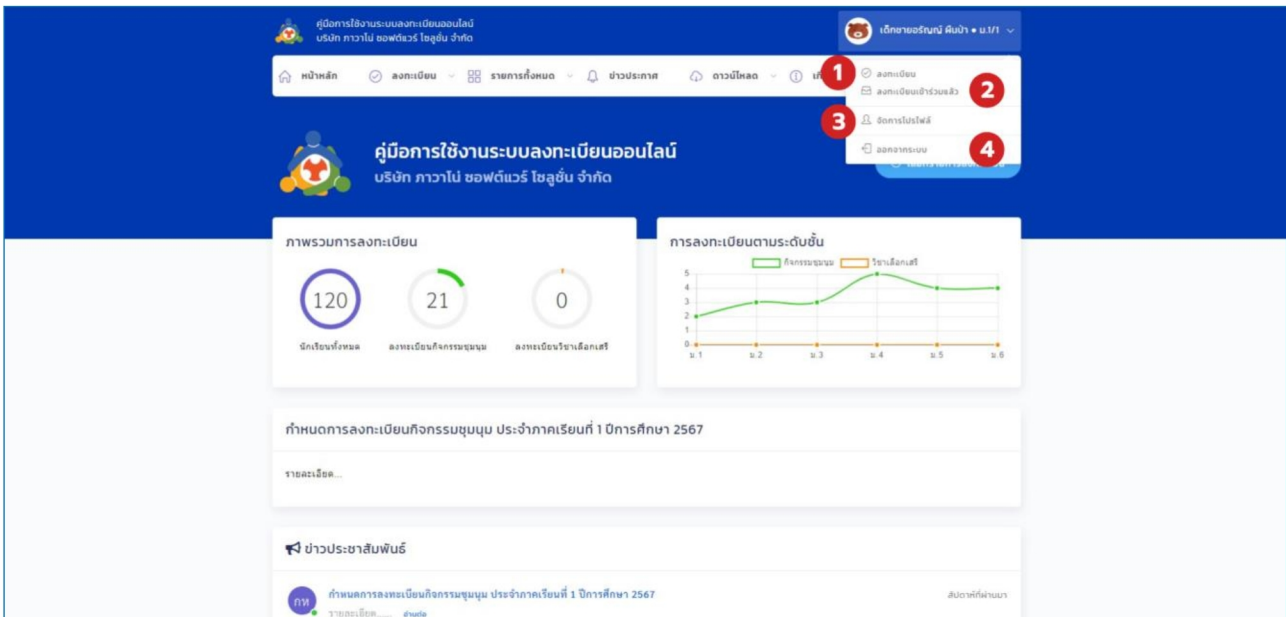 คู่มือการใช้งานระบบลงทะเบียนออนไลน์
บริษัท ภาวาโน่ ซอฟต์แวร์ โซลูชั่น จำกัด
เด็กชายอรัญณ์ ผืนป่า • ม.1/1
หน้าหลัก
ลงทะเบียน
รายการทั้งหมด
ข่าวประกาศ
ดาวน์โหลด
1
ลงทะเบียน
ลงทะเบียนเข้าร่วมแล้ว
2
3
จัดการโปรไฟล์
ออกจากระบบ
4
คู่มือการใช้งานระบบลงทะเบียนออนไลน์
บริษัท ภาวาโน่ ซอฟต์แวร์ โซลูชั่น จำกัด
ภาพรวมการลงทะเบียน
120
21
0
นักเรียนทั้งหมด
ลงทะเบียนกิจกรรมชุมนุม
ลงทะเบียนวิชาเลือกเสรี
การลงทะเบียนตามระดับชั้น
กิจกรรมชุมนุม
วิชาเลือกเสรี
5
4
3
2
1
0
ม.1
ม.2
ม.3
ม.4
ม.5
ม.6
กำหนดการลงทะเบียนกิจกรรมชุมนุม ประจำภาคเรียนที่ 1 ปีการศึกษา 2567
รายละเอียด...
ข่าวประชาสัมพันธ์
กห
กำหนดการลงทะเบียนกิจกรรมชุมนุม ประจำภาคเรียนที่ 1 ปีการศึกษา 2567
สัปดาห์ที่ผ่านมา
รายละเอียด...... อ่านต่อ